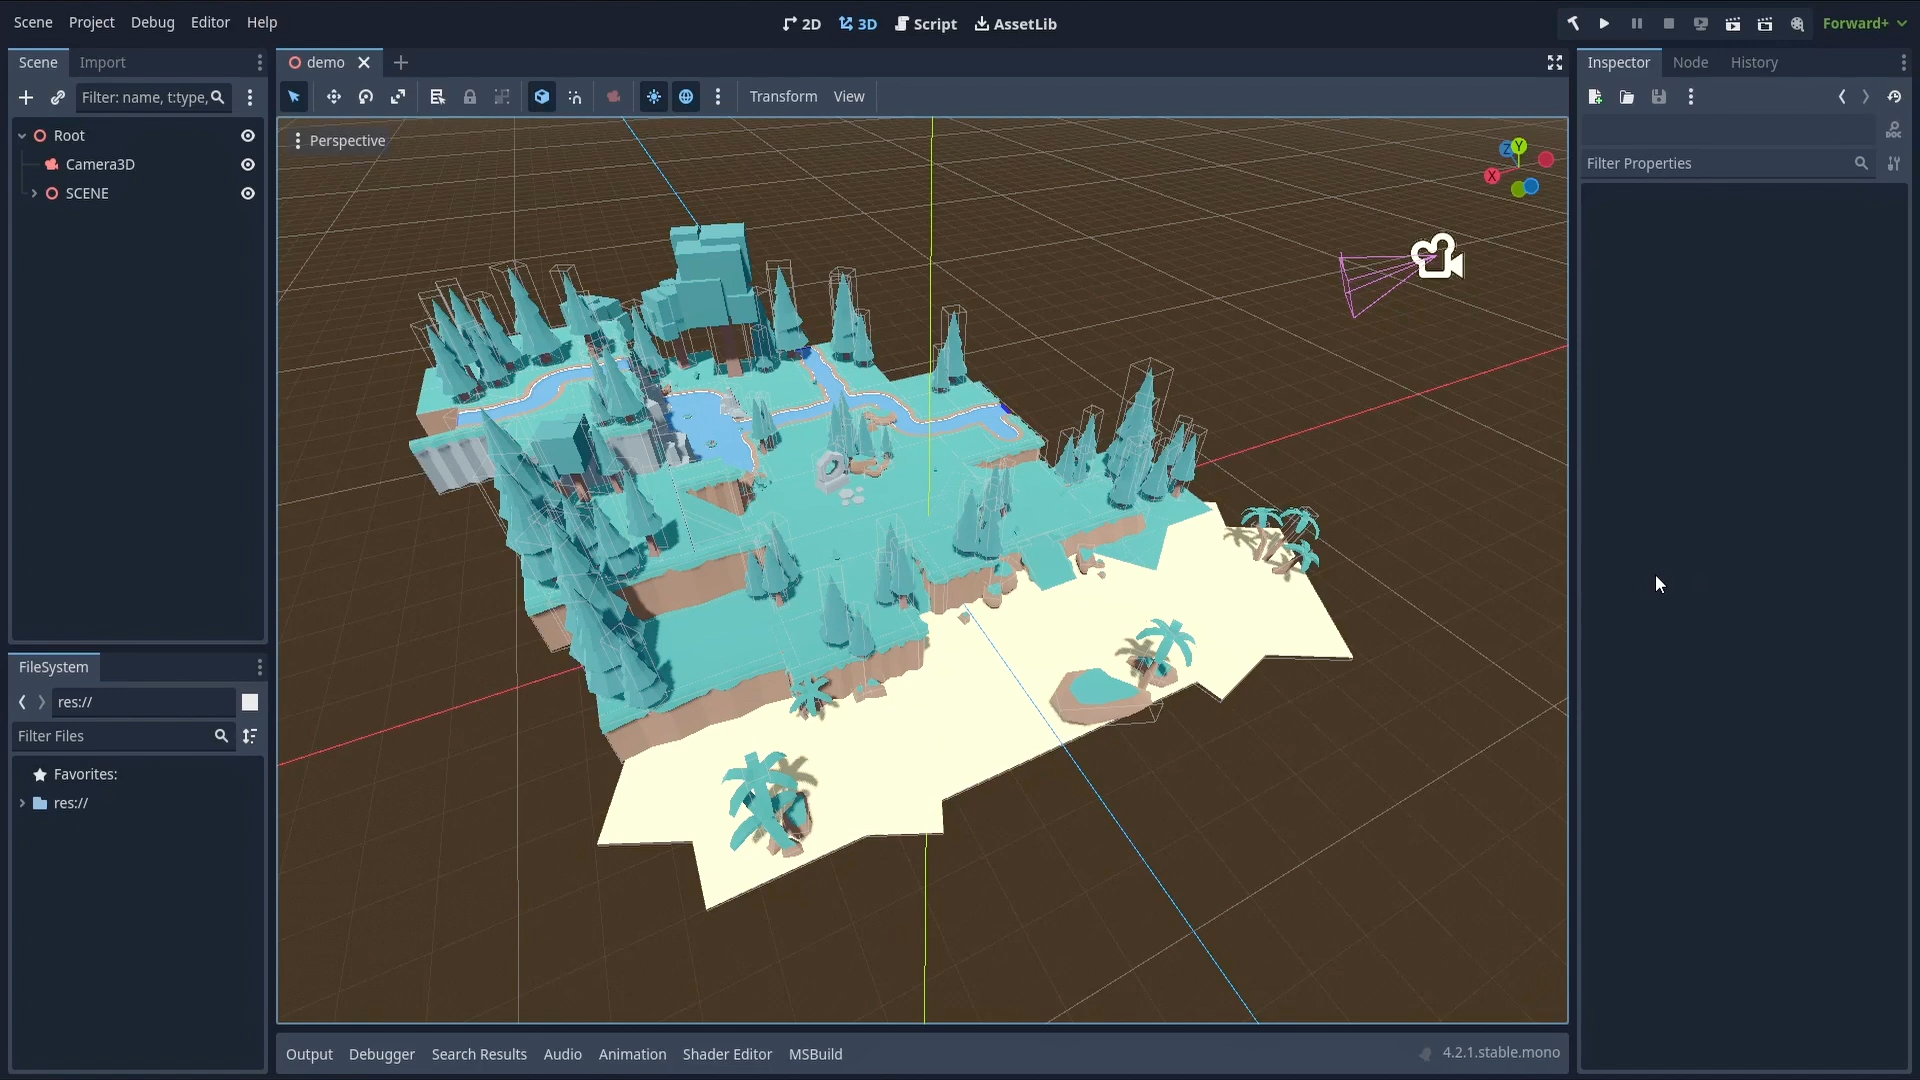 Scene Project Debug Editor Help
2D 3D Script AssetLib
Forward+
Scene Import
Filter: name, t:type,
Root
Camera3D
SCENE
FileSystem
res://
Filter Files
Favorites:
res://
demo
Transform View
Perspective
Z Y
X
Output Debugger Search Results Audio Animation Shader Editor MSBuild
4.2.1.stable.mono
Inspector Node History
DOC
Filter Properties